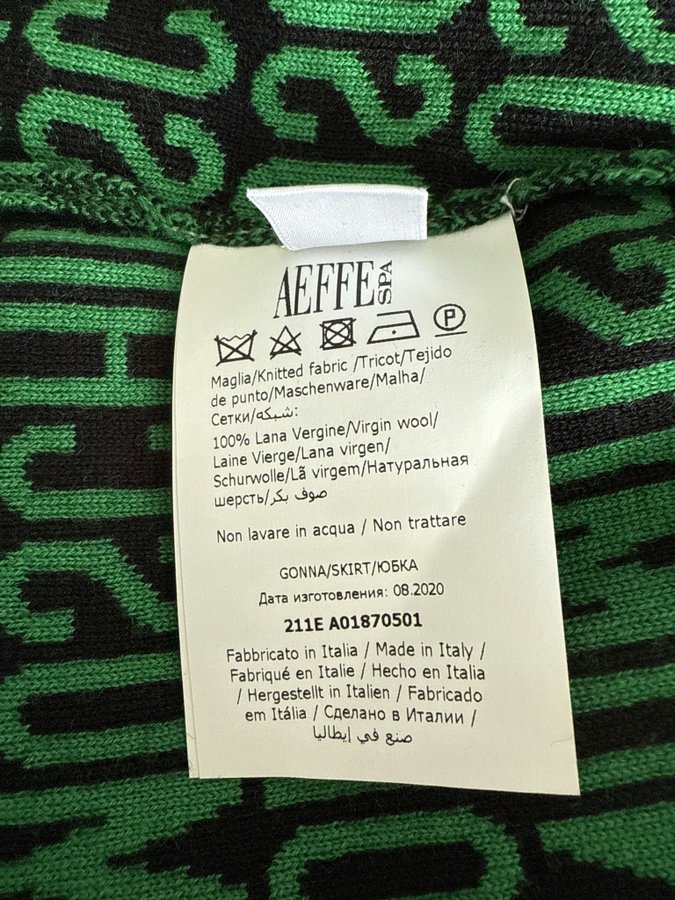 AEFFE SPA
P
Maglia/Knitted fabric /Tricot/Tejido
de punto/Maschenware/Malha/
Сетки/شبكه:
100% Lana Vergine/Virgin wool/
Laine Vierge/Lana virgen/
Schurwolle/Lã virgem/Натуральная
шерсть/صوف بكر
Non lavare in acqua / Non trattare
GONNA/SKIRT/ЮБКА
Дата изготовления: 08.2020
211E A01870501
Fabbricato in Italia / Made in Italy /
Fabriqué en Italie / Hecho en Italia
/ Hergestellt in Italien / Fabricado
em Itália / Сделано в Италии /
صنع في إيطاليا